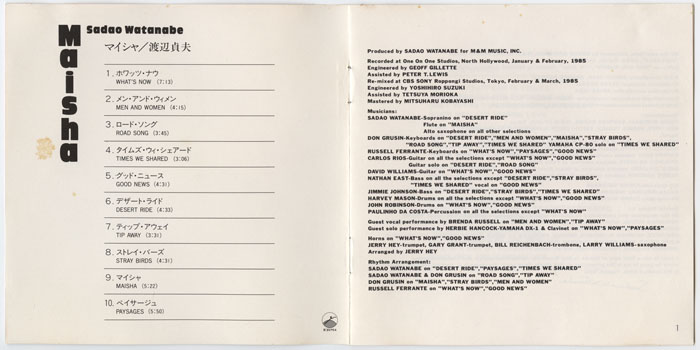 Maisha
Sadao Watanabe
マイシャ／渡辺貞夫
1. ホワッツ・ナウ
WHAT'S NOW (7:13)
2. メン・アンド・ウィメン
MEN AND WOMEN (4:15)
3. ロード・ソング
ROAD SONG (3:45)
4. タイムズ・ウィ・シェアード
TIMES WE SHARED (3:06)
5. グッド・ニュース
GOOD NEWS (4:31)
6. デザート・ライド
DESERT RIDE (4:33)
7. ティップ・アウェイ
TIP AWAY (3:31)
8. ストレイ・バーズ
STRAY BIRDS (4:31)
9. マイシャ
MAISHA (5:22)
10. ペイサージュ
PAYSAGES (5:50)
Produced by SADAO WATANABE for M&M MUSIC, INC.
Recorded at One On One Studios, North Hollywood, January & February, 1985
Engineered by GEOFF GILLETTE
Assisted by PETER T.LEWIS
Re-mixed at CBS SONY Roppongi Studios, Tokyo, February & March, 1985
Engineered by YOSHIHIRO SUZUKI
Assisted by TETSUYA MORIOKA
Mastered by MITSUHARU KOBAYASHI
Musicians:
SADAO WATANABE-Sopranino on "DESERT RIDE"
Flute on "MAISHA"
Alto saxophone on all other selections
DON GRUSIN-Keyboards on "DESERT RIDE","MEN AND WOMEN","MAISHA","STRAY BIRDS",
"ROAD SONG","TIP AWAY","TIMES WE SHARED" YAMAHA CP-80 solo on "TIMES WE SHARED"
RUSSELL FERRANTE-Keyboards on "WHAT'S NOW","PAYSAGES","GOOD NEWS"
CARLOS RIOS-Guitar on all the selections except "WHAT'S NOW","GOOD NEWS"
Guitar solo on "DESERT RIDE","ROAD SONG"
DAVID WILLIAMS-Guitar on "WHAT'S NOW","GOOD NEWS"
NATHAN EAST-Bass on all the selections except "DESERT RIDE","STRAY BIRDS",
"TIMES WE SHARED" vocal on "GOOD NEWS"
JIMMIE JOHNSON-Bass on "DESERT RIDE","STRAY BIRDS","TIMES WE SHARED"
HARVEY MASON-Drums on all the selections except "WHAT'S NOW","GOOD NEWS"
JOHN ROBINSON-Drums on "WHAT'S NOW","GOOD NEWS"
PAULINHO DA COSTA-Percussion on all the selections except "WHAT'S NOW"
Guest vocal performance by BRENDA RUSSELL on "MEN AND WOMEN","TIP AWAY"
Guest solo performance by HERBIE HANCOCK-YAMAHA DX-1 & Clavinet on "WHAT'S NOW","PAYSAGES"
Horns on "WHAT'S NOW","GOOD NEWS"
JERRY HEY-trumpet, GARY GRANT-trumpet, BILL REICHENBACH-trombone, LARRY WILLIAMS-saxophone
Arranged by JERRY HEY
Rhythm Arrangement:
SADAO WATANABE on "DESERT RIDE","PAYSAGES","TIMES WE SHARED"
SADAO WATANABE & DON GRUSIN on "ROAD SONG","TIP AWAY"
DON GRUSIN on "MAISHA","STRAY BIRDS","MEN AND WOMEN"
RUSSELL FERRANTE on "WHAT'S NOW","GOOD NEWS"
1